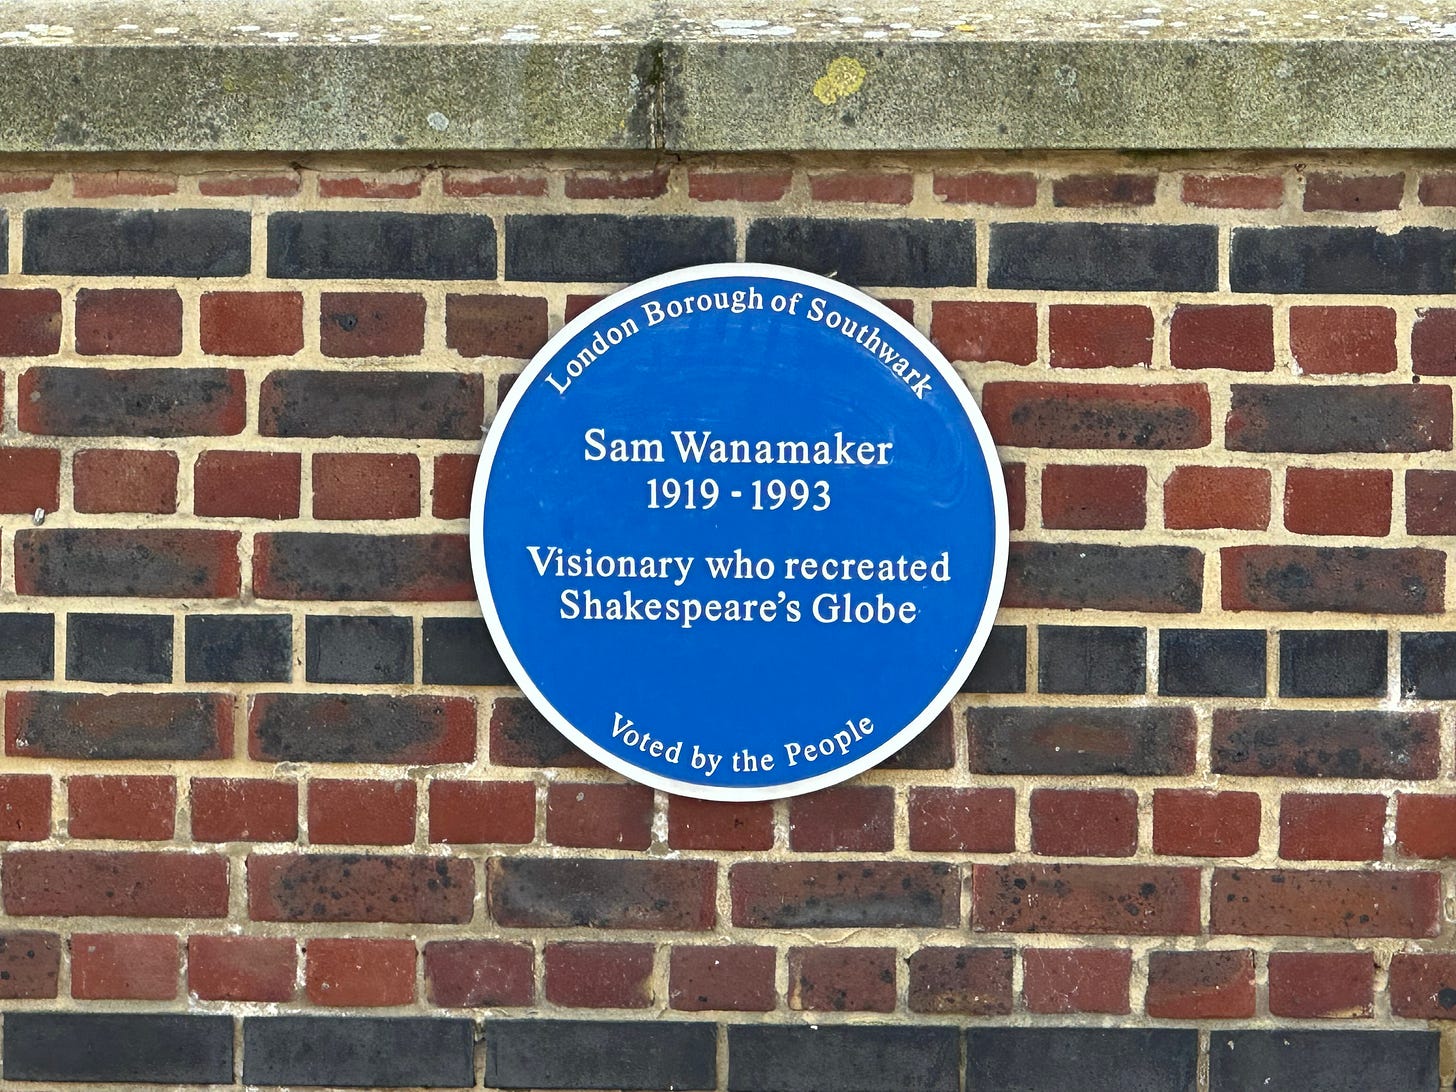 London Borough of Southwark
Sam Wanamaker
1919 - 1993
Visionary who recreated
Shakespeare’s Globe
Voted by the People